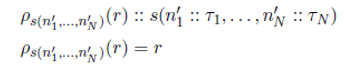 ρ_{s(n′_1,...,n′_N)}(r) :: s(n′_1 :: τ_1, . . . , n′_N :: τ_N)
ρ_{s(n′_1,...,n′_N)}(r) = r